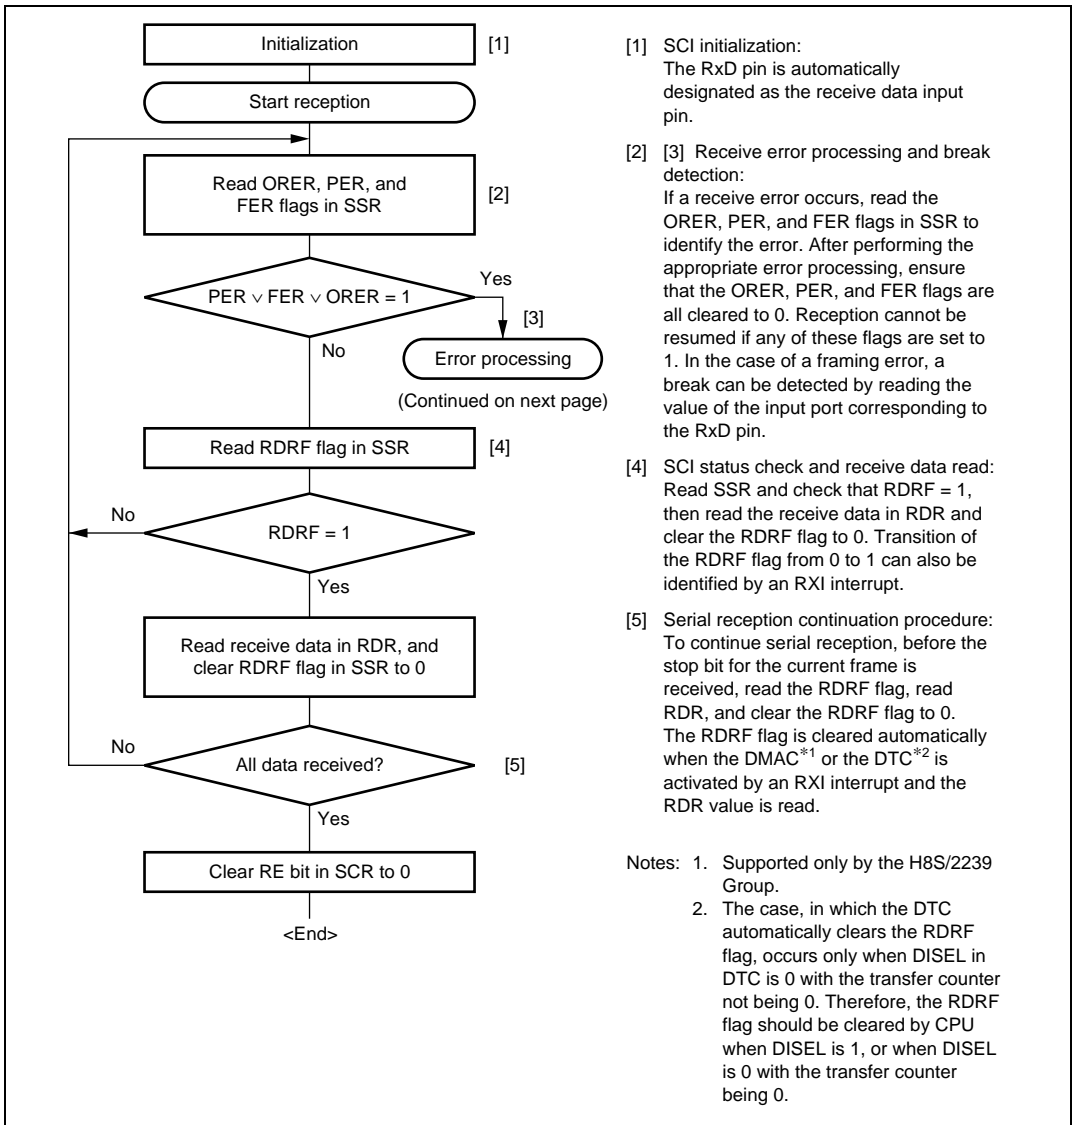 Initialization
[1]
Start reception
Read ORER, PER, and
FER flags in SSR
[2]
PER ∨ FER ∨ ORER = 1
Yes
[3]
No
Error processing
(Continued on next page)
Read RDRF flag in SSR
[4]
No
RDRF = 1
Yes
Read receive data in RDR, and
clear RDRF flag in SSR to 0
No
All data received?
[5]
Yes
Clear RE bit in SCR to 0
<End>
[1] SCI initialization:
The RxD pin is automatically
designated as the receive data input
pin.
[2] [3] Receive error processing and break
detection:
If a receive error occurs, read the
ORER, PER, and FER flags in SSR to
identify the error. After performing the
appropriate error processing, ensure
that the ORER, PER, and FER flags are
all cleared to 0. Reception cannot be
resumed if any of these flags are set to
1. In the case of a framing error, a
break can be detected by reading the
value of the input port corresponding to
the RxD pin.
[4] SCI status check and receive data read:
Read SSR and check that RDRF = 1,
then read the receive data in RDR and
clear the RDRF flag to 0. Transition of
the RDRF flag from 0 to 1 can also be
identified by an RXI interrupt.
[5] Serial reception continuation procedure:
To continue serial reception, before the
stop bit for the current frame is
received, read the RDRF flag, read
RDR, and clear the RDRF flag to 0.
The RDRF flag is cleared automatically
when the DMAC*1 or the DTC*2 is
activated by an RXI interrupt and the
RDR value is read.
Notes: 1. Supported only by the H8S/2239
Group.
2. The case, in which the DTC
automatically clears the RDRF
flag, occurs only when DISEL in
DTC is 0 with the transfer counter
not being 0. Therefore, the RDRF
flag should be cleared by CPU
when DISEL is 1, or when DISEL
is 0 with the transfer counter
being 0.